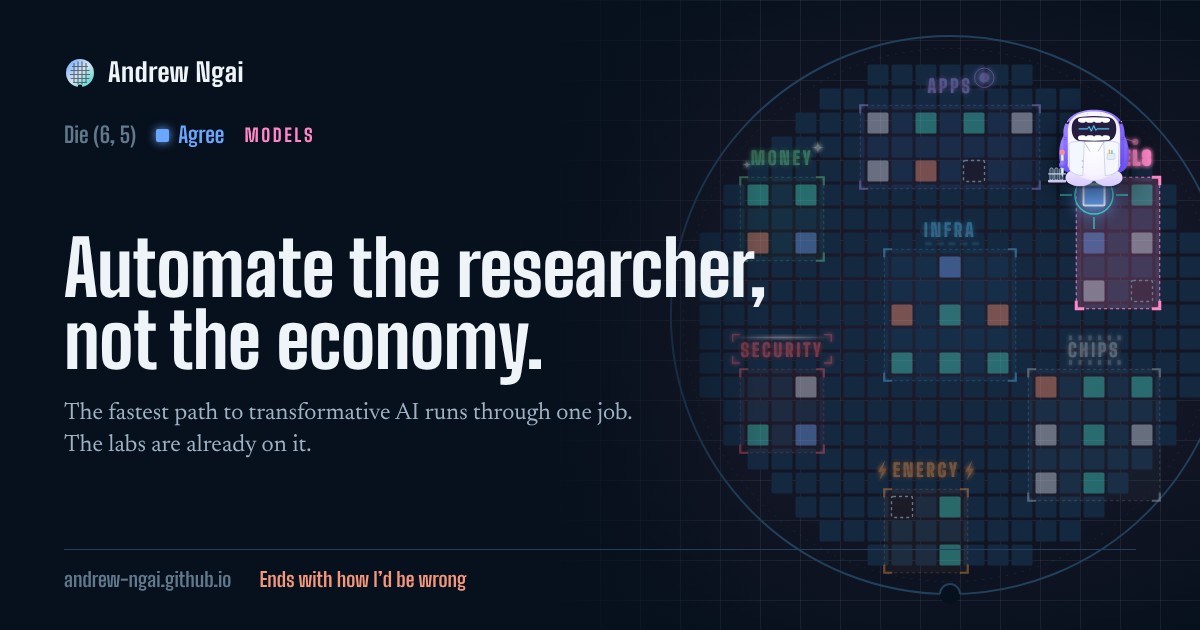 Andrew Ngai
Die (6, 5) Agree MODELS
Automate the researcher,
not the economy.
The fastest path to transformative AI runs through one job.
The labs are already on it.
andrew-ngai.github.io Ends with how I’d be wrong
APPS
MONEY
INFRA
SECURITY
CHIPS
ENERGY